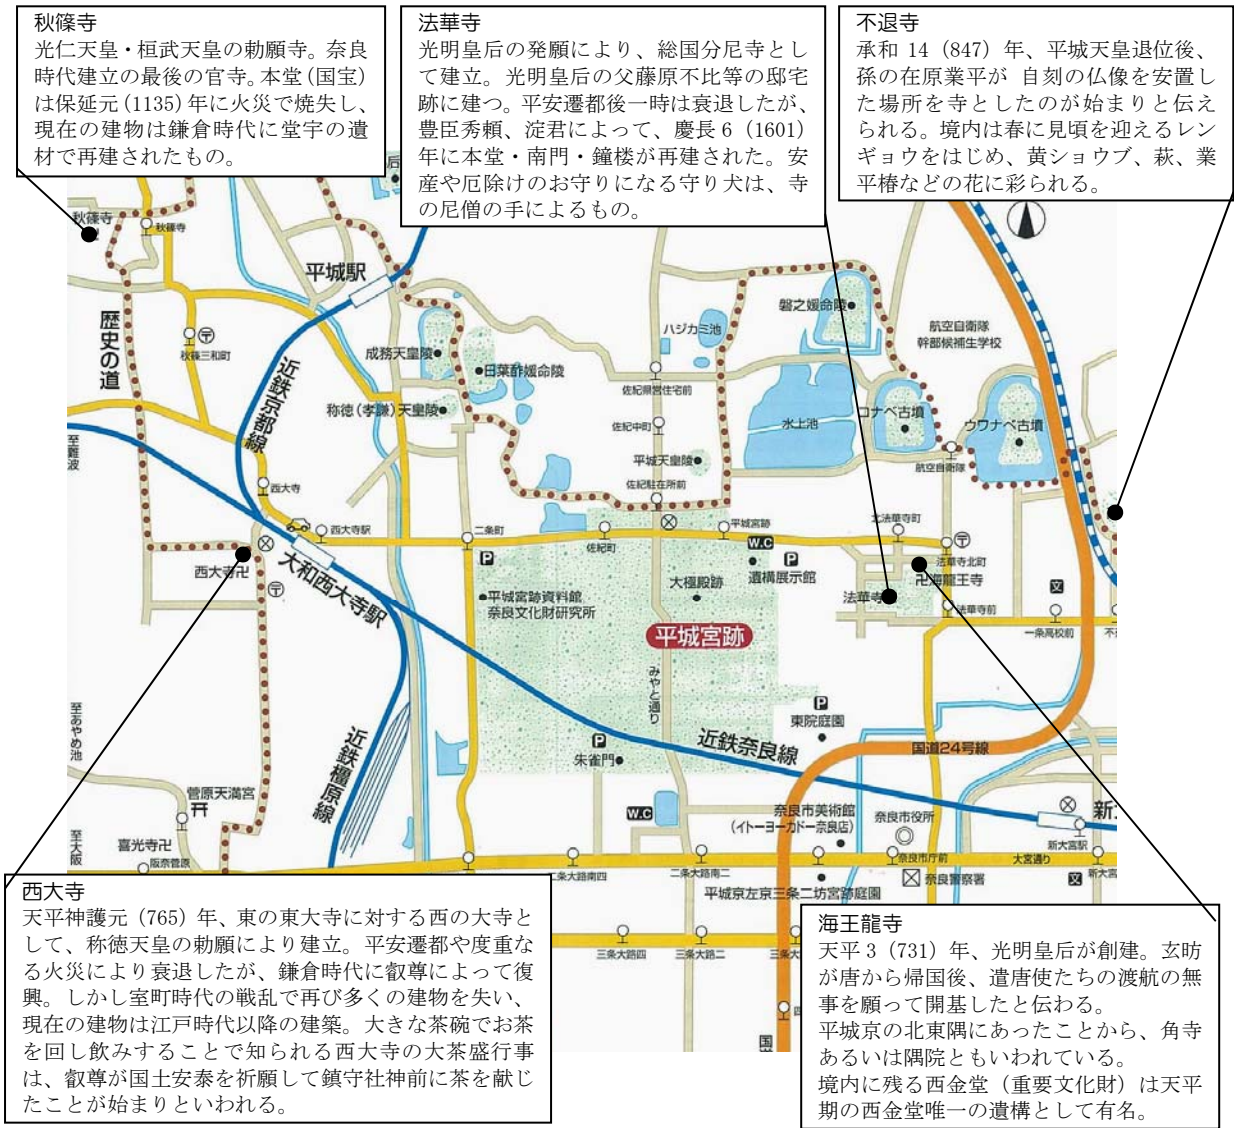 秋篠寺
光仁天皇・桓武天皇の勅願寺。奈良
時代建立の最後の官寺。本堂(国宝)
は保延元(1135)年に火災で焼失し、
現在の建物は鎌倉時代に堂宇の遺
材で再建されたもの。
法華寺
光明皇后の発願により、総国分尼寺とし
て建立。光明皇后の父藤原不比等の邸宅
跡に建つ。平安遷都後一時は衰退したが、
豊臣秀頼、淀君によって、慶長 6（1601）
年に本堂・南門・鐘楼が再建された。安
産や厄除けのお守りになる守り犬は、寺
の尼僧の手によるもの。
不退寺
承和 14（847）年、平城天皇退位後、
孫の在原業平が 自刻の仏像を安置し
た場所を寺としたのが始まりと伝え
られる。境内は春に見頃を迎えるレン
ギョウをはじめ、黄ショウブ、萩、業
平椿などの花に彩られる。
后
秋篠寺
秋篠寺
平城駅
歴史の道
秋篠三和町
近鉄京都線
成務天皇陵
日葉酢媛命陵
称徳(孝謙)天皇陵
ハジカミ池
磐之媛命陵
航空自衛隊
幹部候補生学校
佐紀県営住宅前
佐紀中町
水上池
コナベ古墳
ウワナベ古墳
平城天皇陵
航空自衛隊
佐紀駐在所前
至難波
西大寺
西大寺駅
二条町
佐紀町
平城宮跡
北法華寺町
W.C
P
P
遺構展示館
法華寺北町
卍海龍王寺
西大寺卍
大和西大寺駅
平城宮跡資料館
奈良文化財研究所
大極殿跡
法華寺
法華寺前
文
一条高校前
不
平城宮跡
みやと通り
P
東院庭園
至あやめ池
近鉄橿原線
P
朱雀門
近鉄奈良線
国道24号線
菅原天満宮
W.C
奈良市美術館
(イトーヨーカドー奈良店)
奈良市役所
新大
新大宮駅
至大阪
喜光寺卍
阪奈菅原
二条大路南四
二条大路南二
奈良市庁前
大宮通り
新大宮
平城京左京三条二坊宮跡庭園
奈良警察署
文
三条大路四
三条大路二
三条大
四
国道
西大寺
天平神護元（765）年、東の東大寺に対する西の大寺と
して、称徳天皇の勅願により建立。平安遷都や度重な
る火災により衰退したが、鎌倉時代に叡尊によって復
興。しかし室町時代の戦乱で再び多くの建物を失い、
現在の建物は江戸時代以降の建築。大きな茶碗でお茶
を回し飲みすることで知られる西大寺の大茶盛行事
は、叡尊が国土安泰を祈願して鎮守社神前に茶を献じ
たことが始まりといわれる。
海王龍寺
天平 3（731）年、光明皇后が創建。玄昉
が唐から帰国後、遣唐使たちの渡航の無
事を願って開基したと伝わる。
平城京の北東隅にあったことから、角寺
あるいは隅院ともいわれている。
境内に残る西金堂（重要文化財）は天平
期の西金堂唯一の遺構として有名。